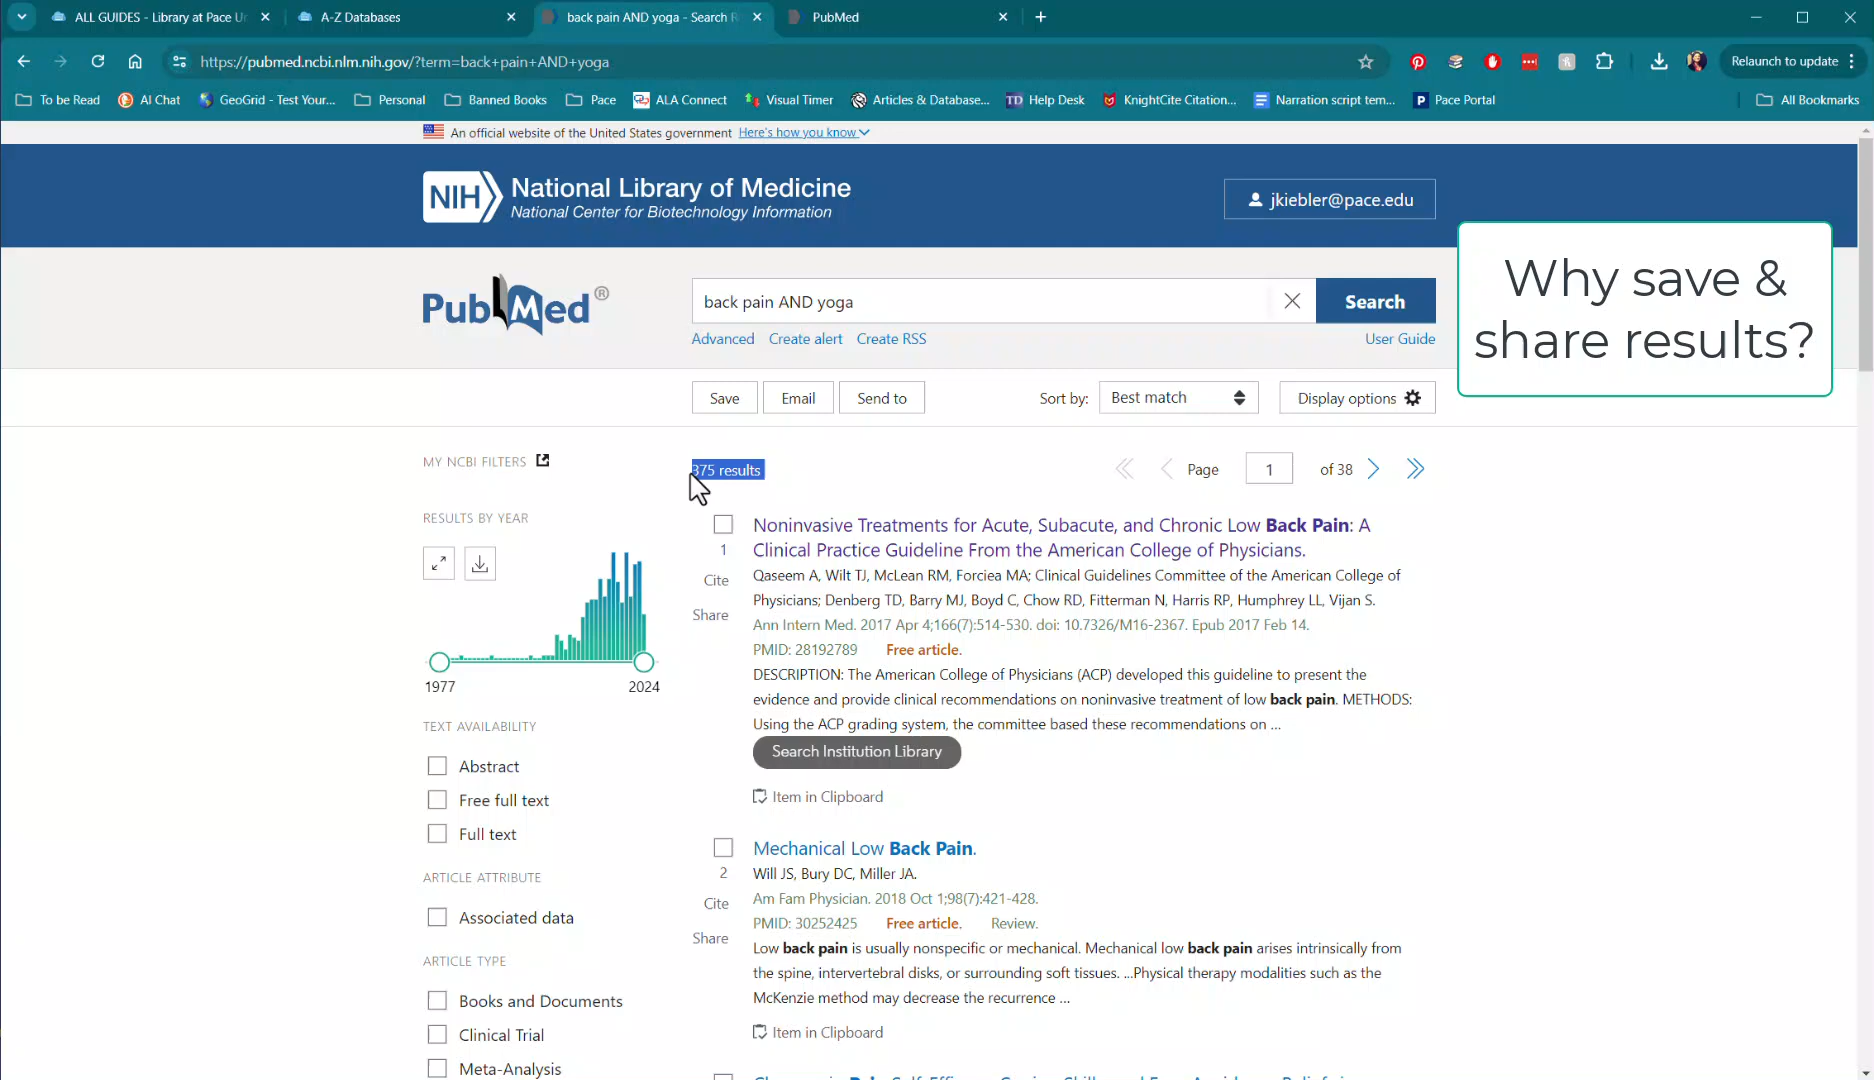 ALL GUIDES - Library at Pace Un
A-Z Databases
back pain AND yoga - Search R
PubMed
https://pubmed.ncbi.nlm.nih.gov/?term=back+pain+AND+yoga
Relaunch to update
To be Read
AI Chat
GeoGrid - Test Your...
Personal
Banned Books
Pace
ALA Connect
Visual Timer
Articles & Database...
TD Help Desk
KnightCite Citation...
Narration script tem...
P Pace Portal
All Bookmarks
An official website of the United States government Here's how you know
NIH National Library of Medicine
National Center for Biotechnology Information
jkiebler@pace.edu
Why save &
share results?
PubMed®
back pain AND yoga
Search
Advanced Create alert Create RSS
User Guide
Save Email Send to
Sort by: Best match
Display options
MY NCBI FILTERS
375 results
Page 1 of 38
RESULTS BY YEAR
1977 2024
TEXT AVAILABILITY
Abstract
Free full text
Full text
ARTICLE ATTRIBUTE
Associated data
ARTICLE TYPE
Books and Documents
Clinical Trial
Meta-Analysis
1
Cite
Share
Noninvasive Treatments for Acute, Subacute, and Chronic Low Back Pain: A
Clinical Practice Guideline From the American College of Physicians.
Qaseem A, Wilt TJ, McLean RM, Forciea MA; Clinical Guidelines Committee of the American College of
Physicians; Denberg TD, Barry MJ, Boyd C, Chow RD, Fitterman N, Harris RP, Humphrey LL, Vijan S.
Ann Intern Med. 2017 Apr 4;166(7):514-530. doi: 10.7326/M16-2367. Epub 2017 Feb 14.
PMID: 28192789 Free article.
DESCRIPTION: The American College of Physicians (ACP) developed this guideline to present the
evidence and provide clinical recommendations on noninvasive treatment of low back pain. METHODS:
Using the ACP grading system, the committee based these recommendations on ...
Search Institution Library
Item in Clipboard
2
Cite
Share
Mechanical Low Back Pain.
Will JS, Bury DC, Miller JA.
Am Fam Physician. 2018 Oct 1;98(7):421-428.
PMID: 30252425 Free article. Review.
Low back pain is usually nonspecific or mechanical. Mechanical low back pain arises intrinsically from
the spine, intervertebral disks, or surrounding soft tissues. ...Physical therapy modalities such as the
McKenzie method may decrease the recurrence ...
Item in Clipboard